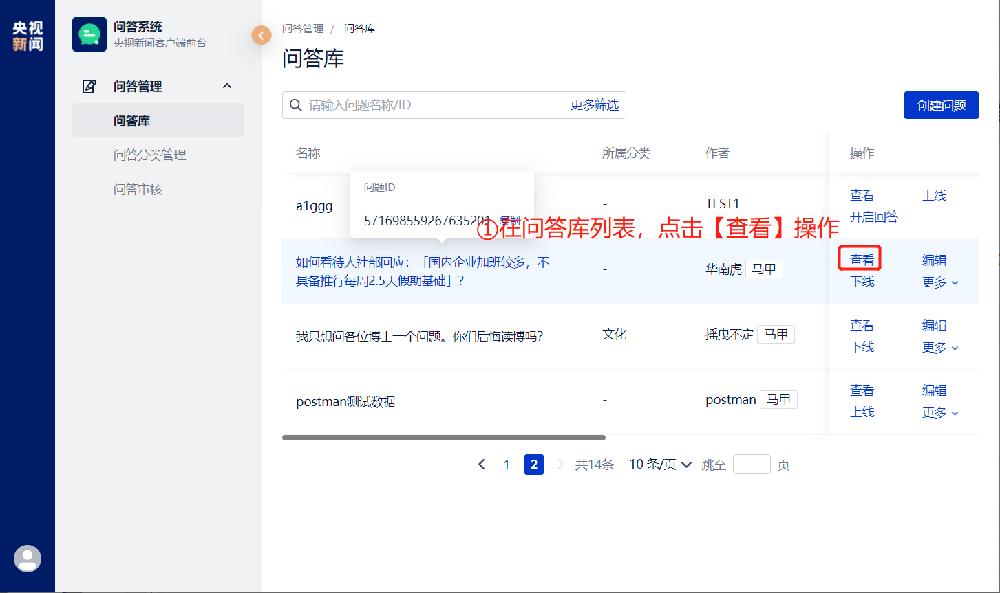 央视
新闻
问答系统
央视新闻客户端前台
问答管理
问答库
问答分类管理
问答审核
问答管理 / 问答库
问答库
请输入问题名称/ID
更多筛选
创建问题
名称
所属分类
作者
操作
问题ID
571698559267635201 复制
a1ggg
-
TEST1
查看
上线
开启回答
①在问答库列表，点击【查看】操作
如何看待人社部回应：「国内企业加班较多，不
具备推行每周2.5天假期基础」？
-
华南虎 马甲
查看
编辑
下线
更多
我只想问各位博士一个问题。你们后悔读博吗？
文化
摇曳不定 马甲
查看
编辑
下线
更多
postman测试数据
-
postman 马甲
查看
编辑
上线
更多
1 2 共14条 10 条/页 跳至 页